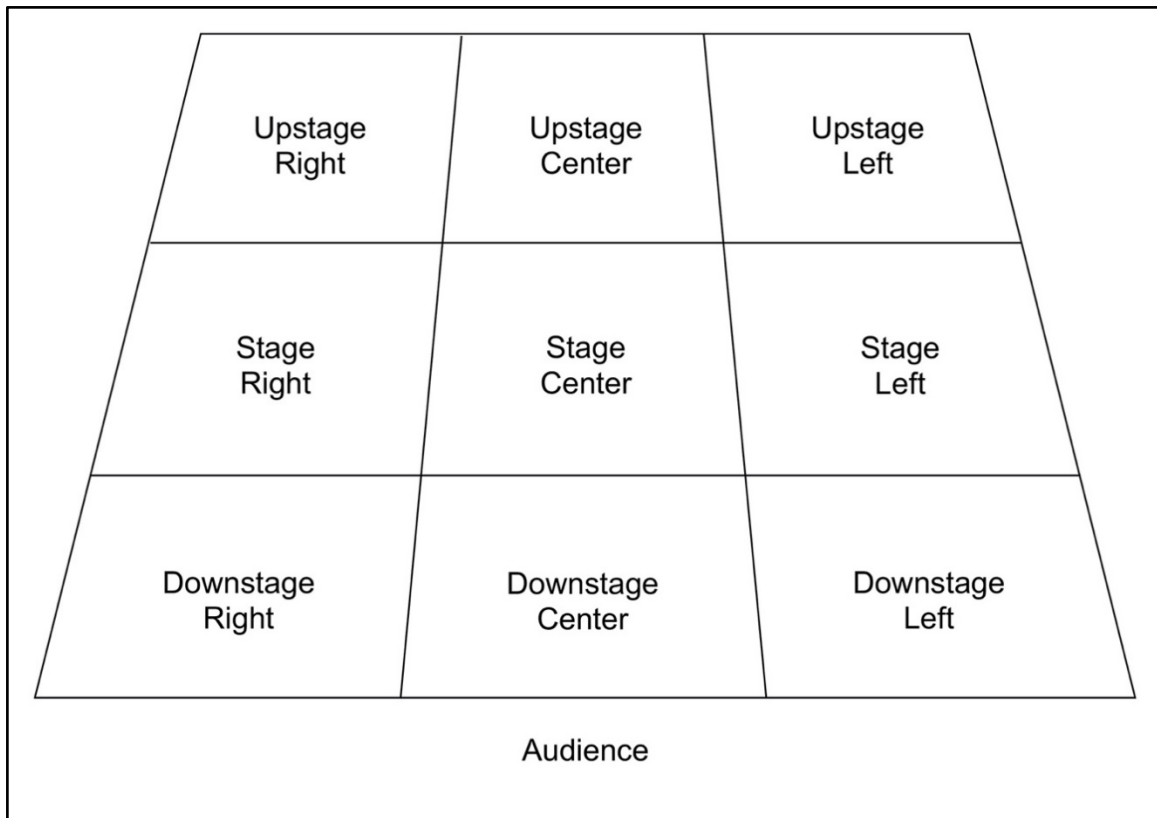 Upstage
Right
Upstage
Center
Upstage
Left
Stage
Right
Stage
Center
Stage
Left
Downstage
Right
Downstage
Center
Downstage
Left
Audience